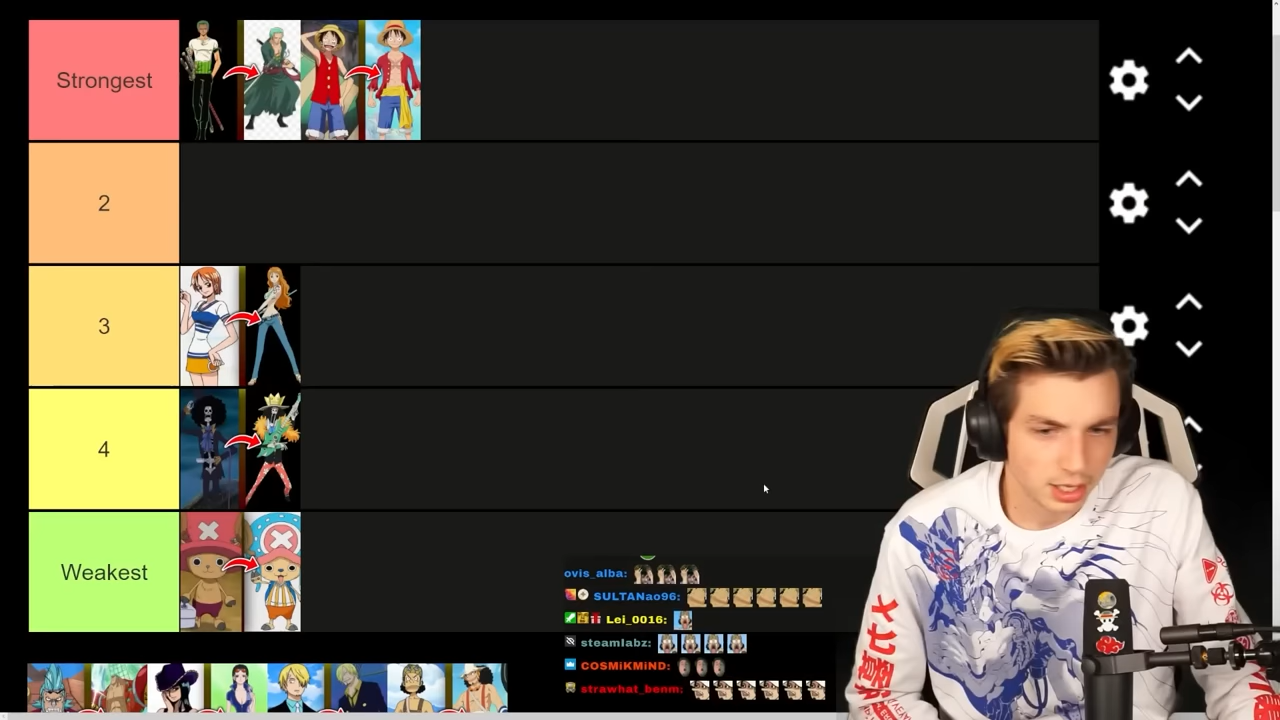 Strongest
2
3
4
Weakest
ovis_alba:
SULTANao96:
Lei_0016:
steamlabz:
COSMiKMiND:
strawhat_benm: